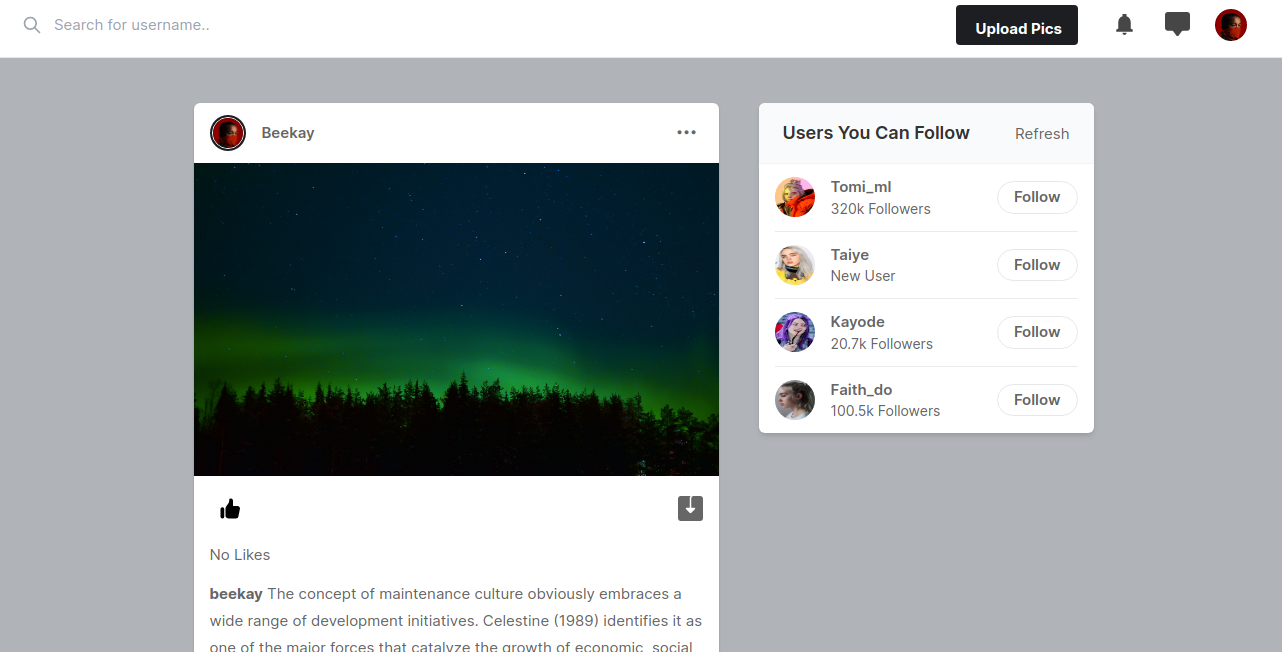 Search for username..
Upload Pics
Beekay
Users You Can Follow
Refresh
Tomi_ml
320k Followers
Follow
Taiye
New User
Follow
Kayode
20.7k Followers
Follow
Faith_do
100.5k Followers
Follow
No Likes
beekay The concept of maintenance culture obviously embraces a
wide range of development initiatives. Celestine (1989) identifies it as
one of the major forces that catalyze the growth of economic, social